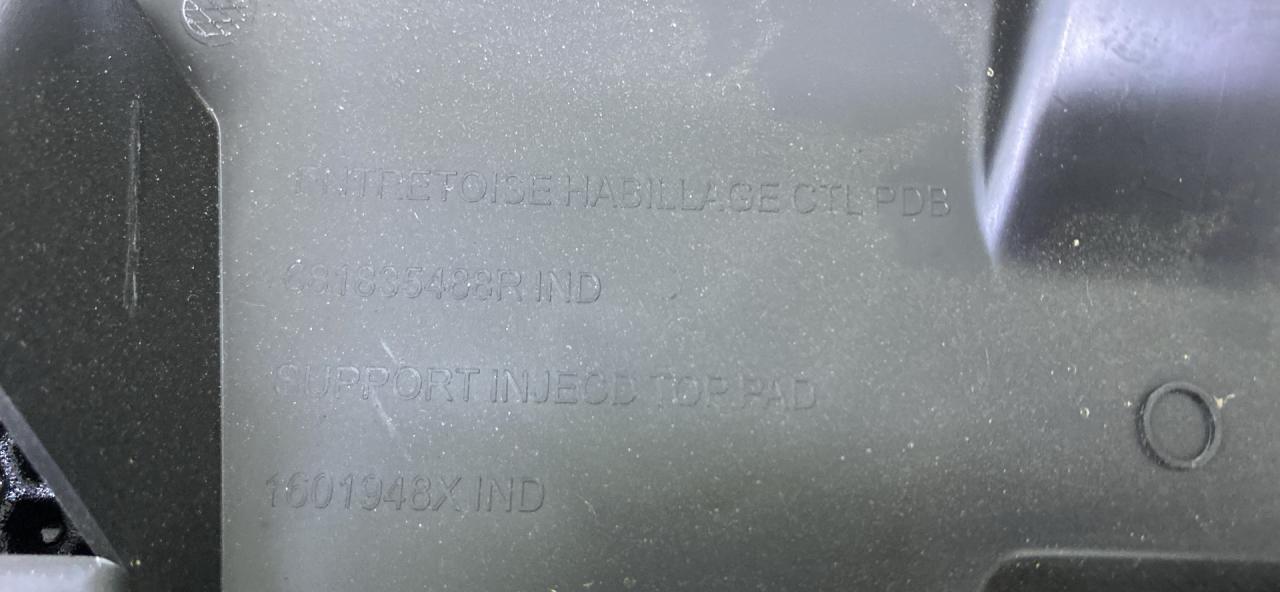 ENTRETOISE HABILLAGE CTL PDB
681835488R IND
SUPPORT INJECD TOP PAD
1601948X IND